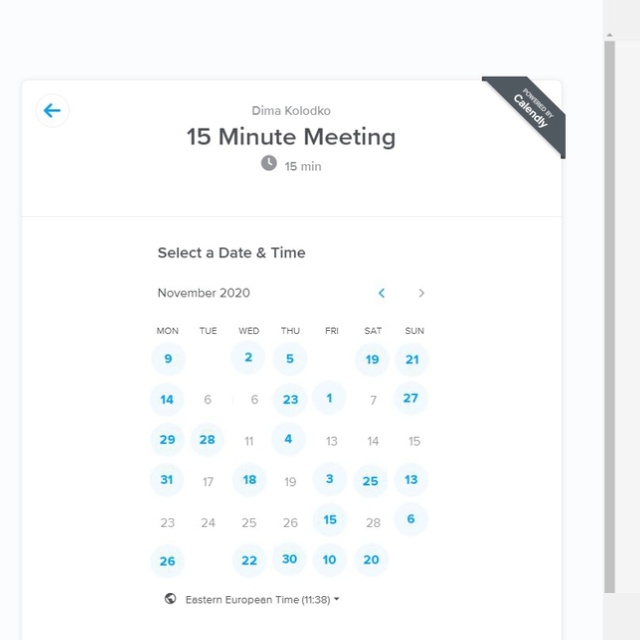 POWERED BY
Calendly
Dima Kolodko
15 Minute Meeting
15 min
Select a Date & Time
November 2020
MON TUE WED THU FRI SAT SUN
9 2 5 19 21
14 6 6 23 1 7 27
29 28 11 4 13 14 15
31 17 18 19 3 25 13
23 24 25 26 15 28 6
26 22 30 10 20
Eastern European Time (11:38)